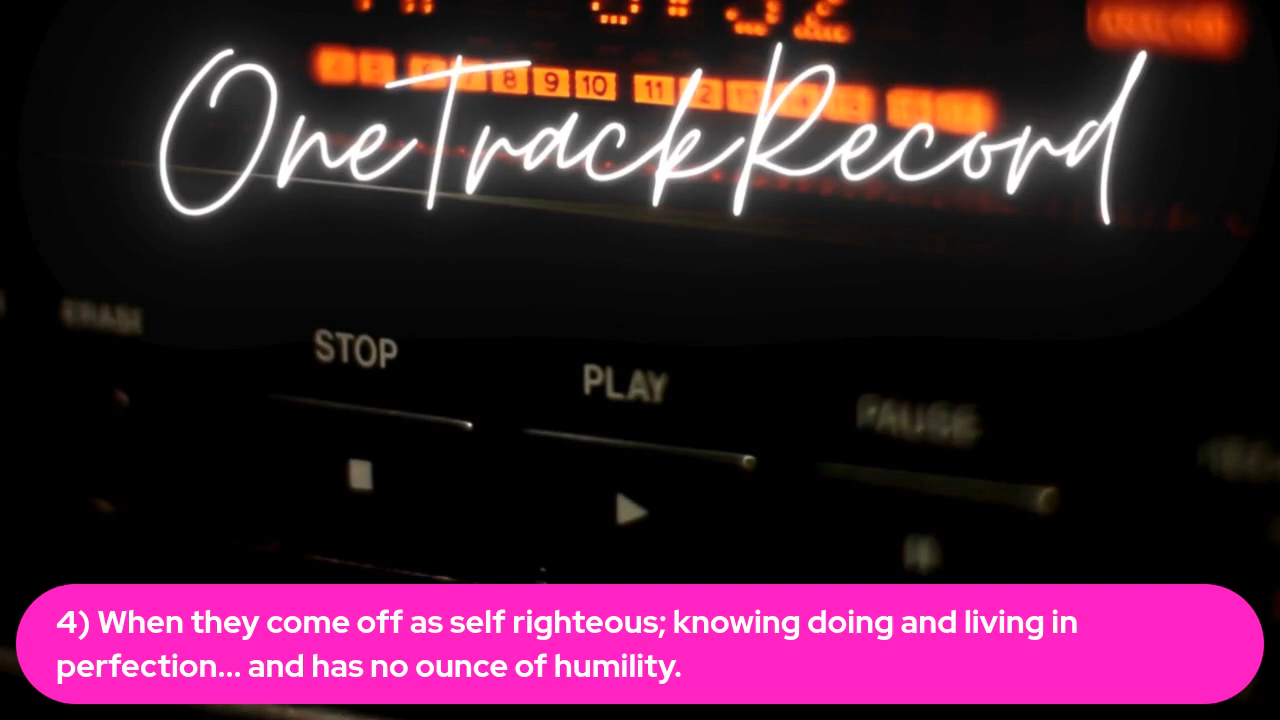 OneTrackRecord
8 9 10 11
ERASE
STOP
PLAY
PAUSE
4) When they come off as self righteous; knowing doing and living in
perfection... and has no ounce of humility.